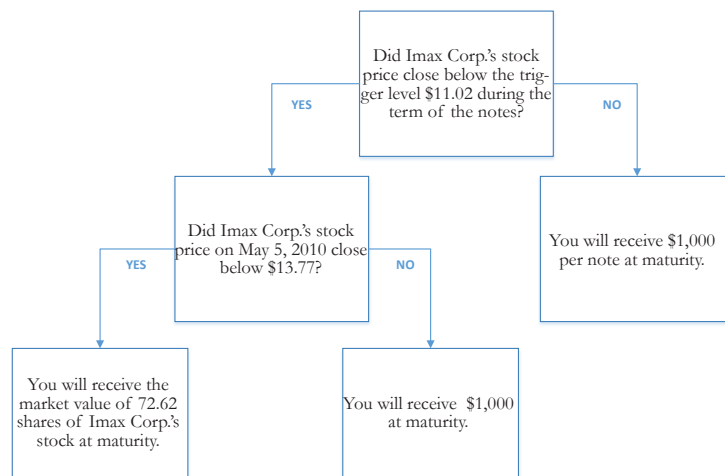 Did Imax Corp.'s stock
price close below the trig-
ger level $11.02 during the
term of the notes?
YES
NO
Did Imax Corp.'s stock
price on May 5, 2010 close
below $13.77?
You will receive $1,000
per note at maturity.
YES
NO
You will receive the
market value of 72.62
shares of Imax Corp.'s
stock at maturity.
You will receive $1,000
at maturity.